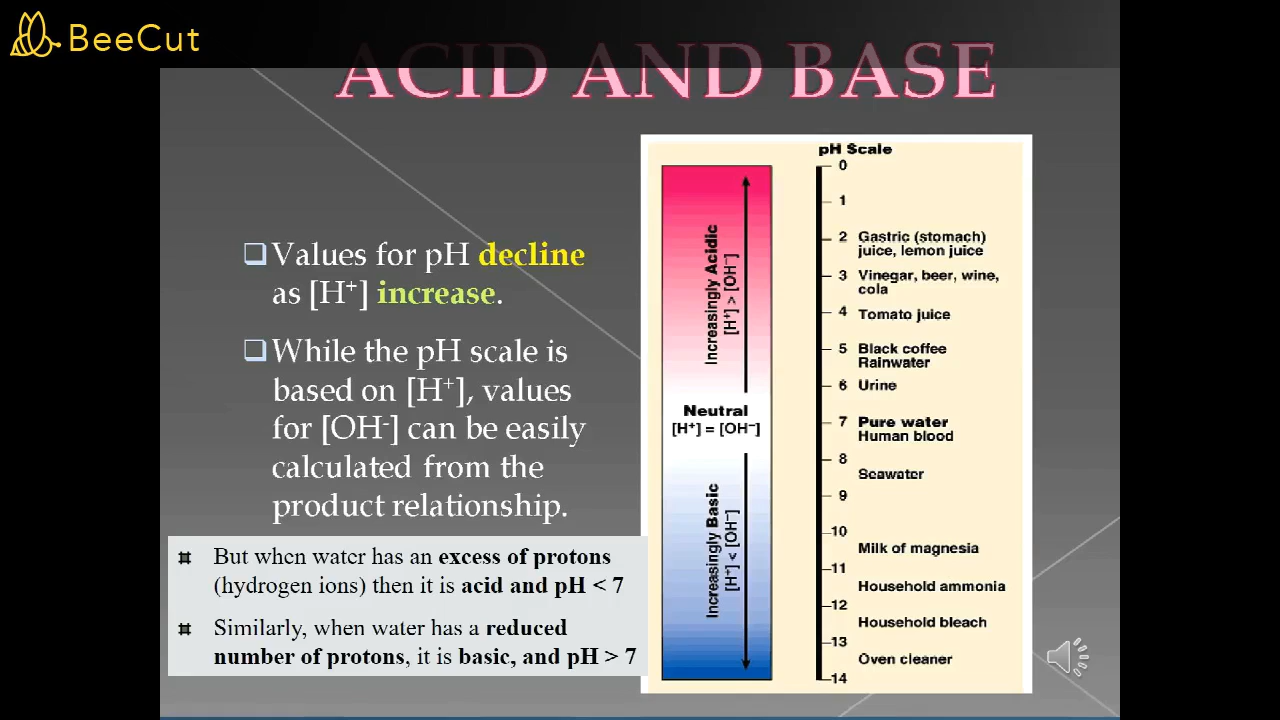 BeeCut
ACID AND BASE
Values for pH decline
as [H⁺] increase.
While the pH scale is
based on [H⁺], values
for [OH⁻] can be easily
calculated from the
product relationship.
But when water has an excess of protons
(hydrogen ions) then it is acid and pH < 7
Similarly, when water has a reduced
number of protons, it is basic, and pH > 7
Increasingly Acidic
[H⁺] > [OH⁻]
Neutral
[H⁺] = [OH⁻]
Increasingly Basic
[H⁺] < [OH⁻]
pH Scale
0
1
2 Gastric (stomach)
juice, lemon juice
3 Vinegar, beer, wine,
cola
4 Tomato juice
5 Black coffee
Rainwater
6 Urine
7 Pure water
Human blood
8
Seawater
9
10
Milk of magnesia
11
Household ammonia
12
Household bleach
13
Oven cleaner
14